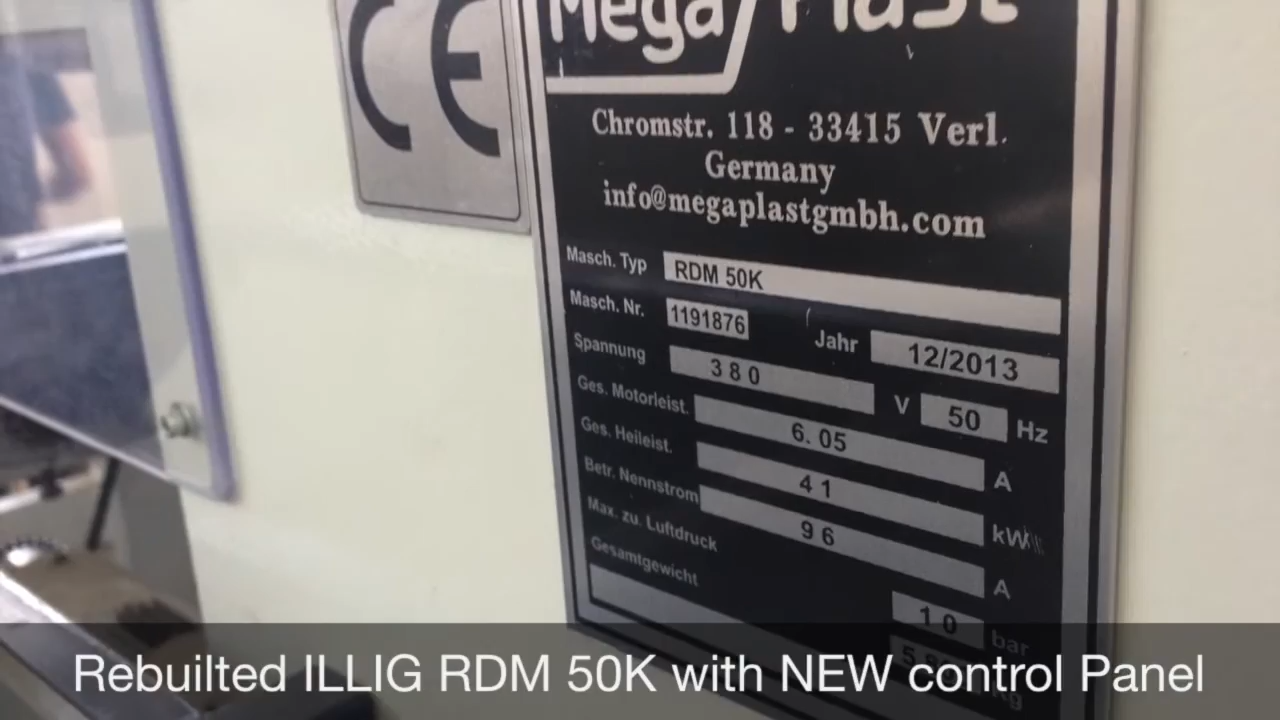 CE
Mega Plast
Chromstr. 118 - 33415 Verl.
Germany
info@megaplastgmbh.com
Masch. Typ RDM 50K
Masch. Nr. 1191876 Jahr 12/2013
Spannung 380 V 50 Hz
Ges. Motorleist. 6.05 A
Ges. Heileist. 41 kW
Betr. Nennstrom 96 A
Max. zu. Luftdruck 10 bar
Gesamtgewicht kg
Rebuilted ILLIG RDM 50K with NEW control Panel